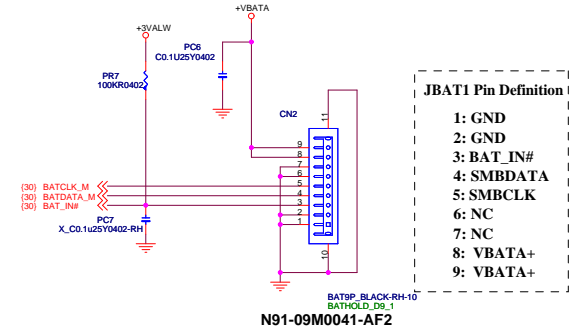 +VBATA
+3VALW
PC6
C0.1U25Y0402
PR7
100KR0402
CN2
11
9
8
7
6
5
4
3
2
1
10
{30} BATCLK_M
{30} BATDATA_M
{30} BAT_IN#
PC7
X_C0.1u25Y0402-RH
BAT9P_BLACK-RH-10
BATHOLD_D9_1
N91-09M0041-AF2
JBAT1 Pin Definition
1: GND
2: GND
3: BAT_IN#
4: SMBDATA
5: SMBCLK
6: NC
7: NC
8: VBATA+
9: VBATA+